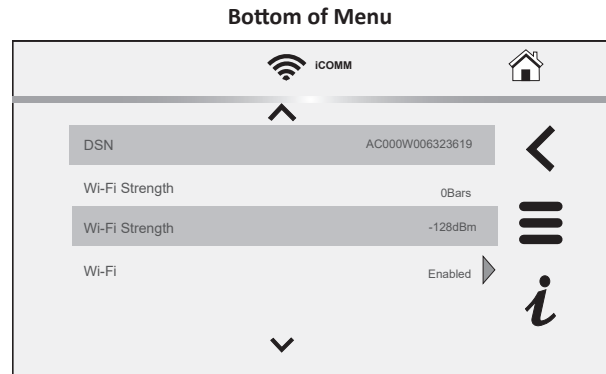 Bottom of Menu
iCOMM
DSN AC000W006323619
Wi-Fi Strength 0Bars
Wi-Fi Strength -128dBm
Wi-Fi Enabled
i